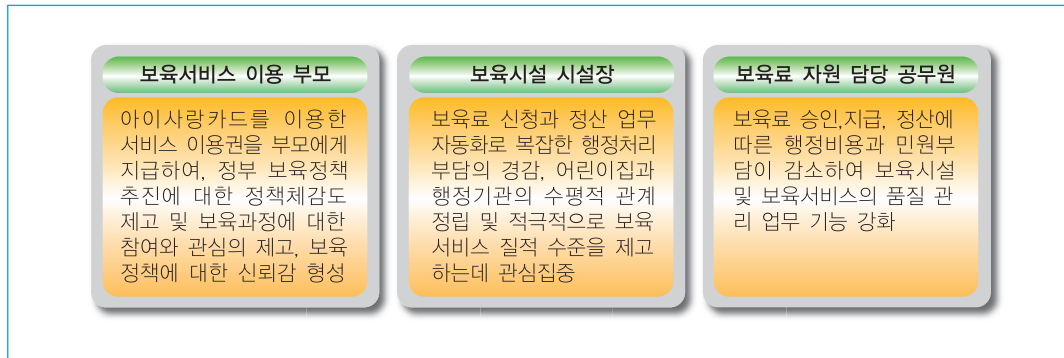 보육서비스 이용 부모
아이사랑카드를 이용한
서비스 이용권을 부모에게
지급하여, 정부 보육정책
추진에 대한 정책체감도
제고 및 보육과정에 대한
참여와 관심의 제고, 보육
정책에 대한 신뢰감 형성
보육시설 시설장
보육료 신청과 정산 업무
자동화로 복잡한 행정처리
부담의 경감, 어린이집과
행정기관의 수평적 관계
정립 및 적극적으로 보육
서비스 질적 수준을 제고
하는데 관심집중
보육료 자원 담당 공무원
보육료 승인,지급, 정산에
따른 행정비용과 민원부
담이 감소하여 보육시설
및 보육서비스의 품질 관
리 업무 기능 강화